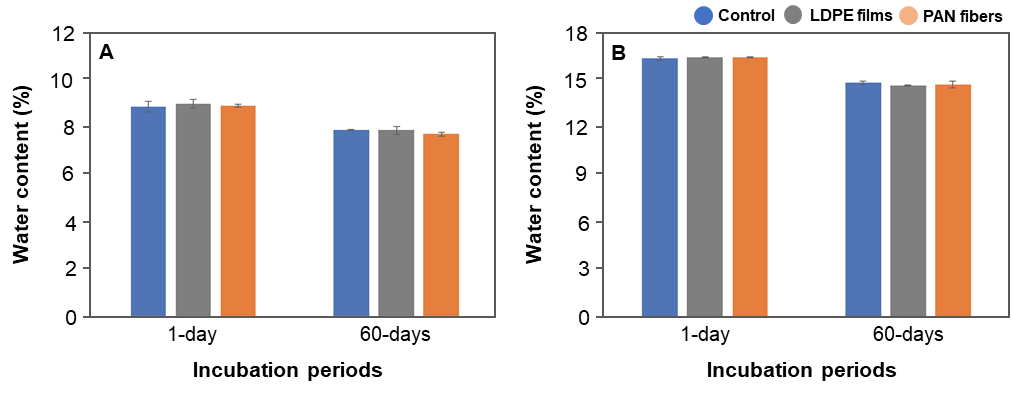 Control LDPE films PAN fibers
A
12
10
8
6
4
2
0
Water content (%)
1-day 60-days
Incubation periods
B
18
15
12
9
6
3
0
Water content (%)
1-day 60-days
Incubation periods